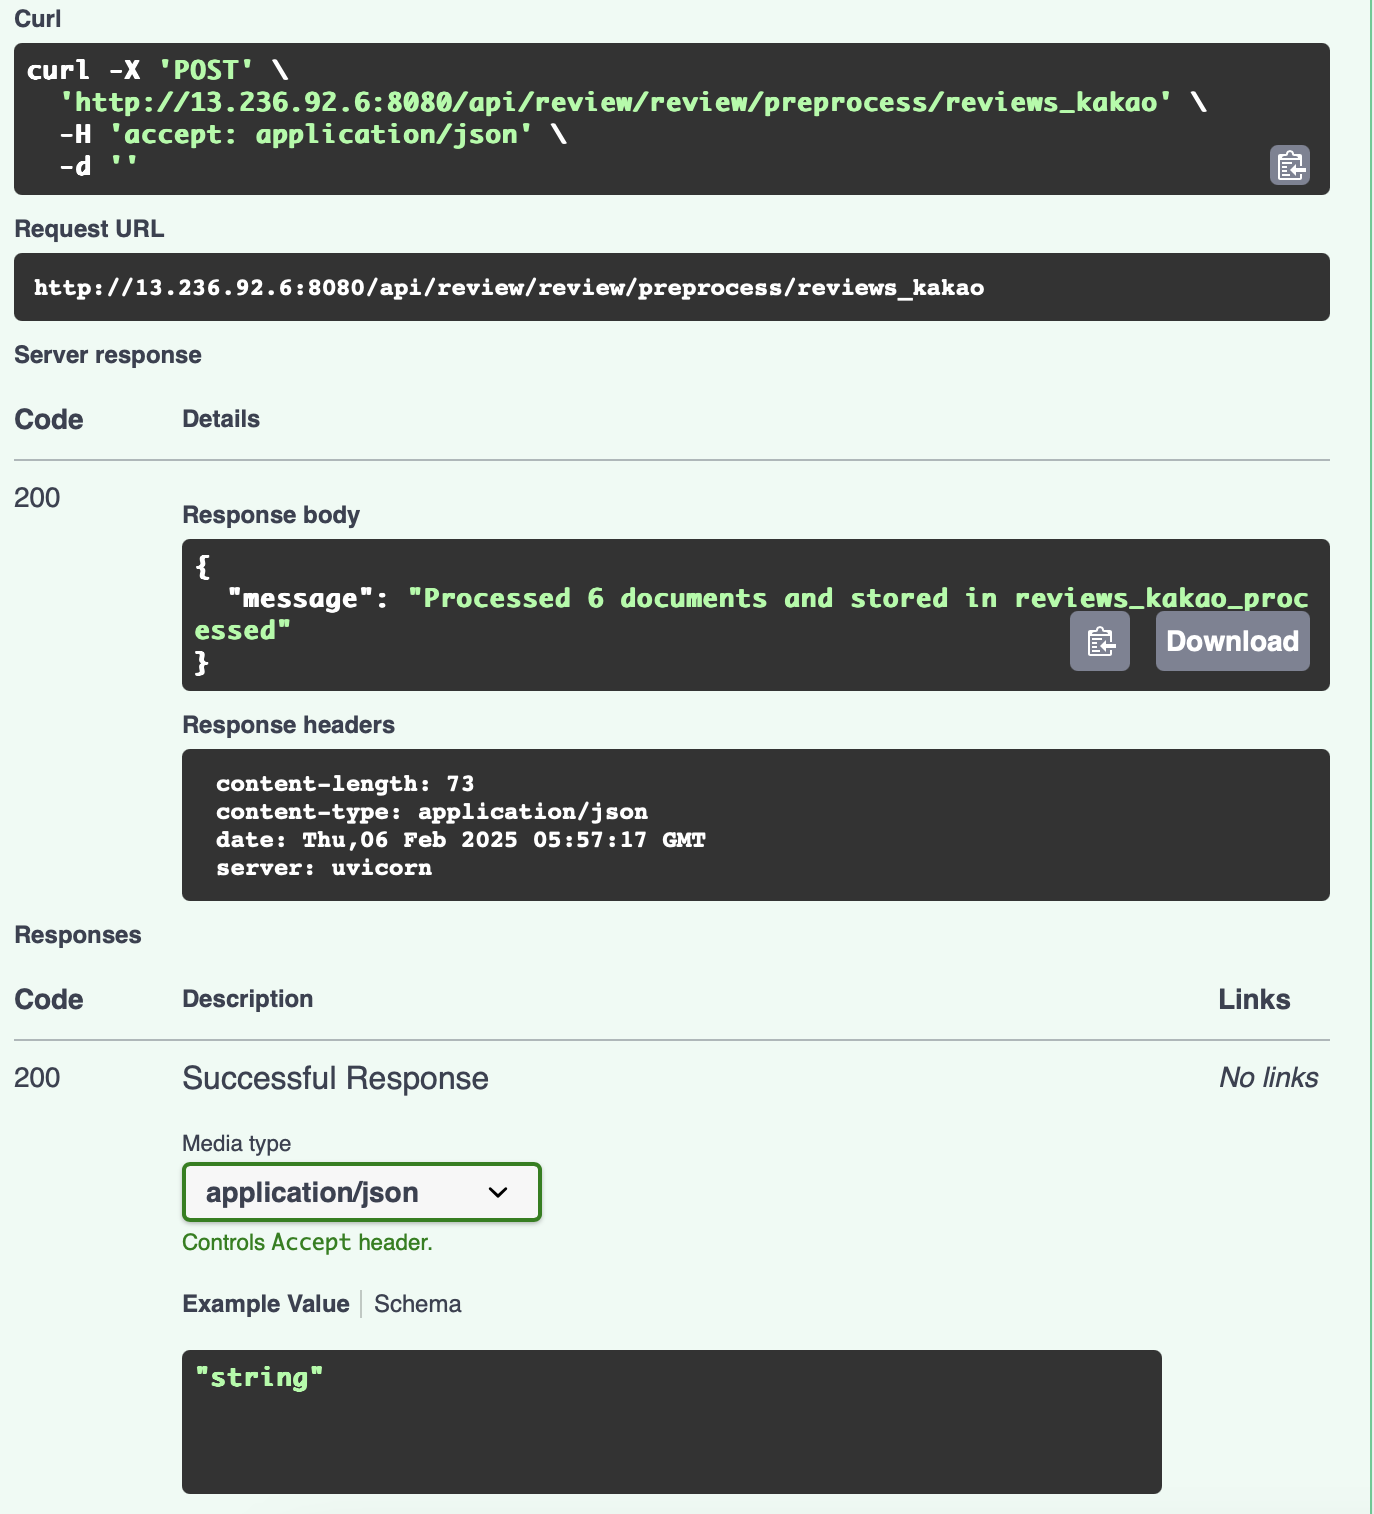 Curl
curl -X 'POST' \
'http://13.236.92.6:8080/api/review/review/preprocess/reviews_kakao' \
-H 'accept: application/json' \
-d ''
Request URL
http://13.236.92.6:8080/api/review/review/preprocess/reviews_kakao
Server response
Code Details
200
Response body
{
"message": "Processed 6 documents and stored in reviews_kakao_proc
essed"
}
Download
Response headers
content-length: 73
content-type: application/json
date: Thu,06 Feb 2025 05:57:17 GMT
server: uvicorn
Responses
Code Description Links
200 Successful Response No links
Media type
application/json
Controls Accept header.
Example Value Schema
"string"